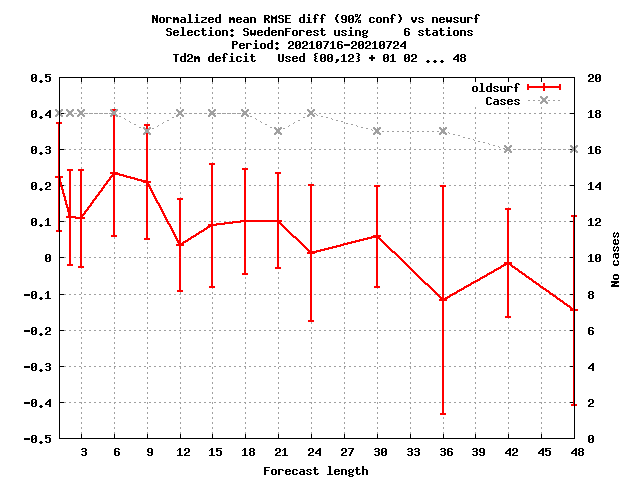 Normalized mean RMSE diff (90% conf) vs newsurf
Selection: SwedenForest using     6 stations
Period: 20210716-20210724
Td2m deficit   Used {00,12} + 01 02 ... 48
0.5 20
oldsurf
Cases
0.4 18
0.3 16
0.2 14
0.1 12
0 10
No cases
-0.1 8
-0.2 6
-0.3 4
-0.4 2
-0.5 0
3 6 9 12 15 18 21 24 27 30 33 36 39 42 45 48
Forecast length